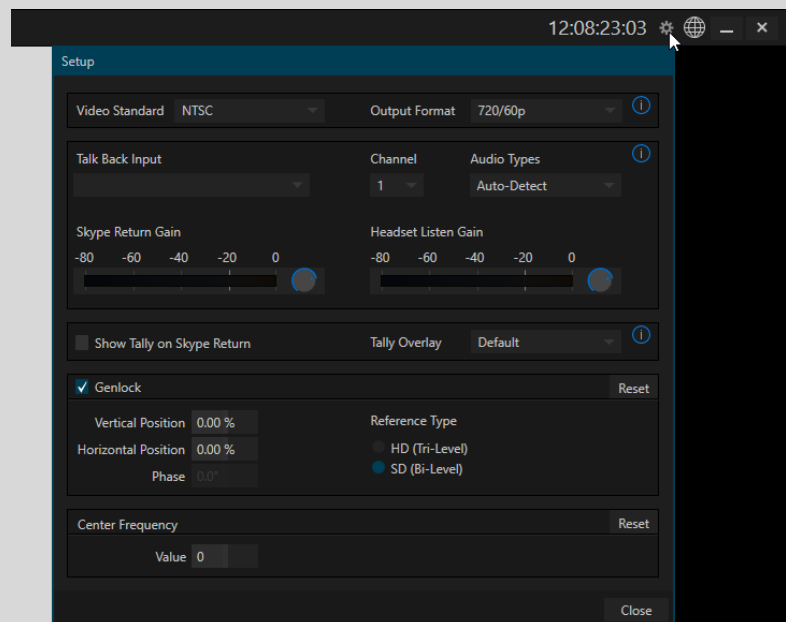 12:08:23:03
Setup
Video Standard NTSC Output Format 720/60p
Talk Back Input Channel Audio Types
1 Auto-Detect
Skype Return Gain Headset Listen Gain
-80 -60 -40 -20 0 -80 -60 -40 -20 0
Show Tally on Skype Return Tally Overlay Default
Genlock Reset
Vertical Position 0.00 % Reference Type
Horizontal Position 0.00 % HD (Tri-Level)
Phase 0.0° SD (Bi-Level)
Center Frequency Reset
Value 0
Close